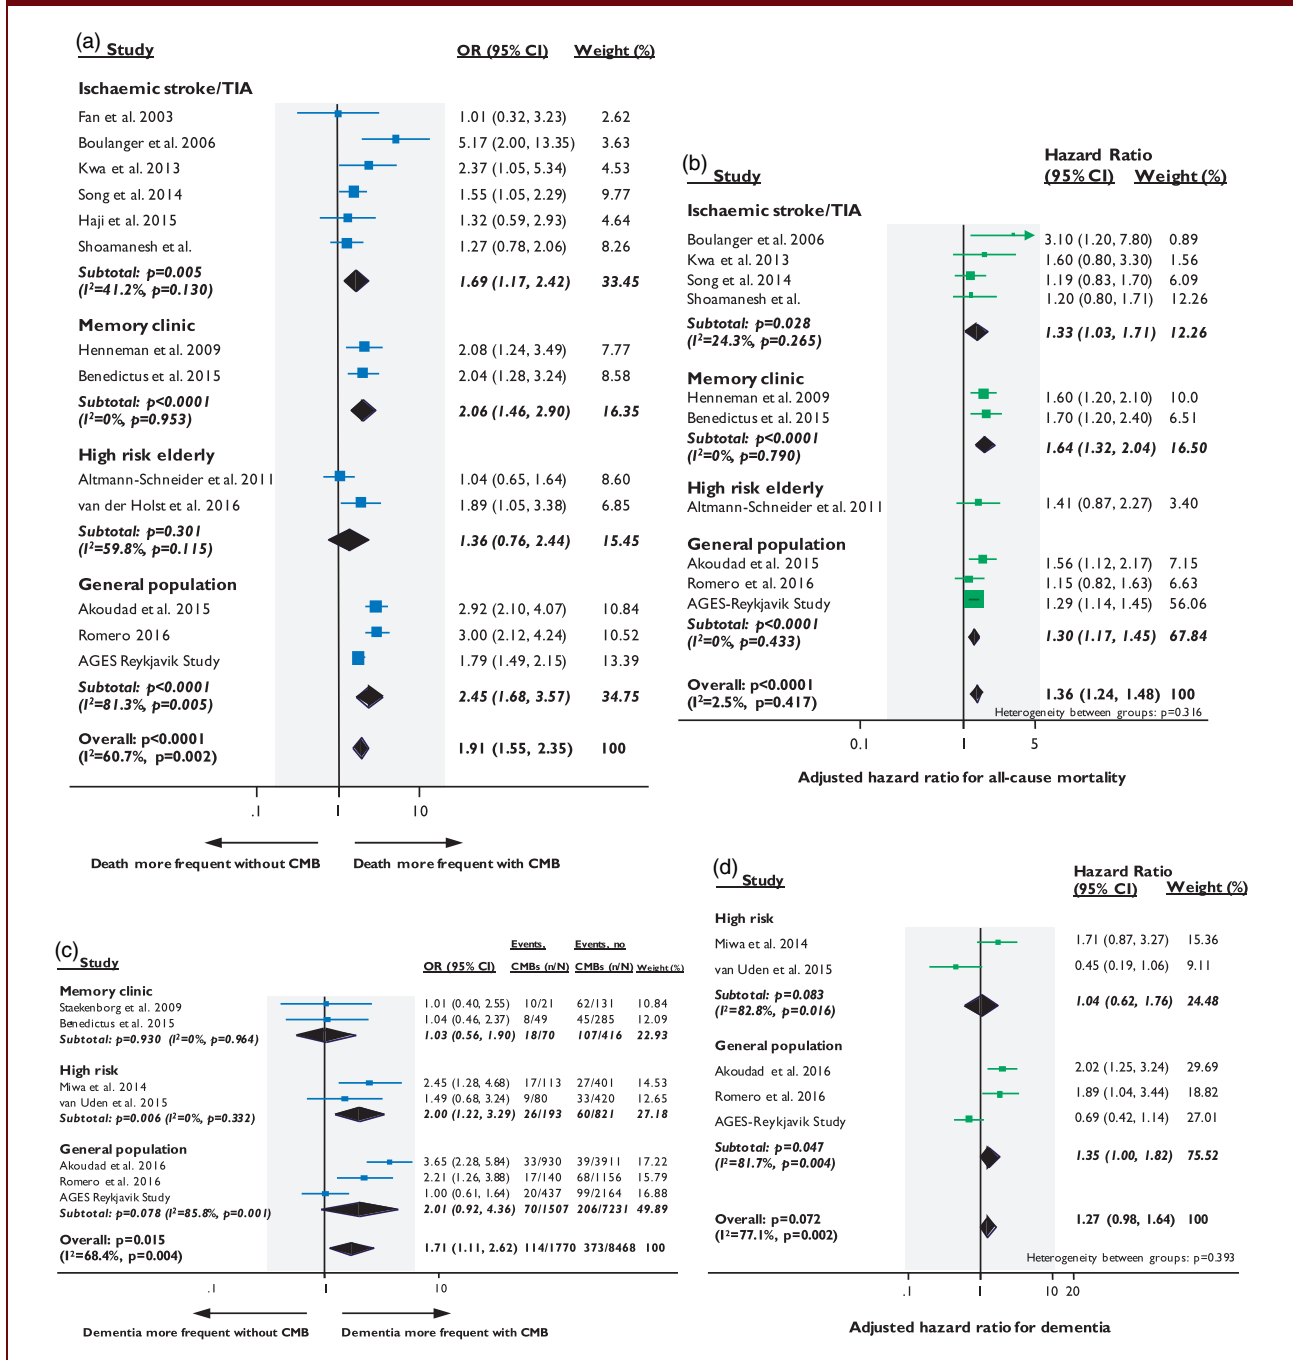 (a) Study OR (95% CI) Weight (%)
Ischaemic stroke/TIA
Fan et al. 2003 1.01 (0.32, 3.23) 2.62
Boulanger et al. 2006 5.17 (2.00, 13.35) 3.63
Kwa et al. 2013 2.37 (1.05, 5.34) 4.53
Song et al. 2014 1.55 (1.05, 2.29) 9.77
Haji et al. 2015 1.32 (0.59, 2.93) 4.64
Shoamanesh et al. 1.27 (0.78, 2.06) 8.26
Subtotal: p=0.005
(I²=41.2%, p=0.130) 1.69 (1.17, 2.42) 33.45
Memory clinic
Henneman et al. 2009 2.08 (1.24, 3.49) 7.77
Benedictus et al. 2015 2.04 (1.28, 3.24) 8.58
Subtotal: p<0.0001
(I²=0%, p=0.953) 2.06 (1.46, 2.90) 16.35
High risk elderly
Altmann-Schneider et al. 2011 1.04 (0.65, 1.64) 8.60
van der Holst et al. 2016 1.89 (1.05, 3.38) 6.85
Subtotal: p=0.301
(I²=59.8%, p=0.115) 1.36 (0.76, 2.44) 15.45
General population
Akoudad et al. 2015 2.92 (2.10, 4.07) 10.84
Romero 2016 3.00 (2.12, 4.24) 10.52
AGES Reykjavik Study 1.79 (1.49, 2.15) 13.39
Subtotal: p<0.0001
(I²=81.3%, p=0.005) 2.45 (1.68, 3.57) 34.75
Overall: p<0.0001
(I²=60.7%, p=0.002) 1.91 (1.55, 2.35) 100
.1 1 10
Death more frequent without CMB Death more frequent with CMB
(b) Study Hazard Ratio
(95% CI) Weight (%)
Ischaemic stroke/TIA
Boulanger et al. 2006 3.10 (1.20, 7.80) 0.89
Kwa et al. 2013 1.60 (0.80, 3.30) 1.56
Song et al. 2014 1.19 (0.83, 1.70) 6.09
Shoamanesh et al. 1.20 (0.80, 1.71) 12.26
Subtotal: p=0.028
(I²=24.3%, p=0.265) 1.33 (1.03, 1.71) 12.26
Memory clinic
Henneman et al. 2009 1.60 (1.20, 2.10) 10.0
Benedictus et al. 2015 1.70 (1.20, 2.40) 6.51
Subtotal: p<0.0001
(I²=0%, p=0.790) 1.64 (1.32, 2.04) 16.50
High risk elderly
Altmann-Schneider et al. 2011 1.41 (0.87, 2.27) 3.40
General population
Akoudad et al. 2015 1.56 (1.12, 2.17) 7.15
Romero et al. 2016 1.15 (0.82, 1.63) 6.63
AGES-Reykjavik Study 1.29 (1.14, 1.45) 56.06
Subtotal: p<0.0001
(I²=0%, p=0.433) 1.30 (1.17, 1.45) 67.84
Overall: p<0.0001
(I²=2.5%, p=0.417) 1.36 (1.24, 1.48) 100
Heterogeneity between groups: p=0.316
0.1 1 5
Adjusted hazard ratio for all-cause mortality
(c) Study OR (95% CI) Events, CMBs (n/N) Events, no CMBs (n/N) Weight(%)
Memory clinic
Staekenborg et al. 2009 1.01 (0.40, 2.55) 10/21 62/131 10.84
Benedictus et al. 2015 1.04 (0.46, 2.37) 8/49 45/285 12.09
Subtotal: p=0.930 (I²=0%, p=0.964) 1.03 (0.56, 1.90) 18/70 107/416 22.93
High risk
Miwa et al. 2014 2.45 (1.28, 4.68) 17/113 27/401 14.53
van Uden et al. 2015 1.49 (0.68, 3.24) 9/80 33/420 12.65
Subtotal: p=0.006 (I²=0%, p=0.332) 2.00 (1.22, 3.29) 26/193 60/821 27.18
General population
Akoudad et al. 2016 3.65 (2.28, 5.84) 33/930 39/3911 17.22
Romero et al. 2016 2.21 (1.26, 3.88) 17/140 68/1156 15.79
AGES Reykjavik Study 1.00 (0.61, 1.64) 20/437 99/2164 16.88
Subtotal: p=0.078 (I²=85.8%, p=0.001) 2.01 (0.92, 4.36) 70/1507 206/7231 49.89
Overall: p=0.015
(I²=68.4%, p=0.004) 1.71 (1.11, 2.62) 114/1770 373/8468 100
.1 1 10
Dementia more frequent without CMB Dementia more frequent with CMB
(d) Study Hazard Ratio
(95% CI) Weight (%)
High risk
Miwa et al. 2014 1.71 (0.87, 3.27) 15.36
van Uden et al. 2015 0.45 (0.19, 1.06) 9.11
Subtotal: p=0.083
(I²=82.8%, p=0.016) 1.04 (0.62, 1.76) 24.48
General population
Akoudad et al. 2016 2.02 (1.25, 3.24) 29.69
Romero et al. 2016 1.89 (1.04, 3.44) 18.82
AGES-Reykjavik Study 0.69 (0.42, 1.14) 27.01
Subtotal: p=0.047
(I²=81.7%, p=0.004) 1.35 (1.00, 1.82) 75.52
Overall: p=0.072
(I²=77.1%, p=0.002) 1.27 (0.98, 1.64) 100
Heterogeneity between groups: p=0.393
.1 1 10 20
Adjusted hazard ratio for dementia